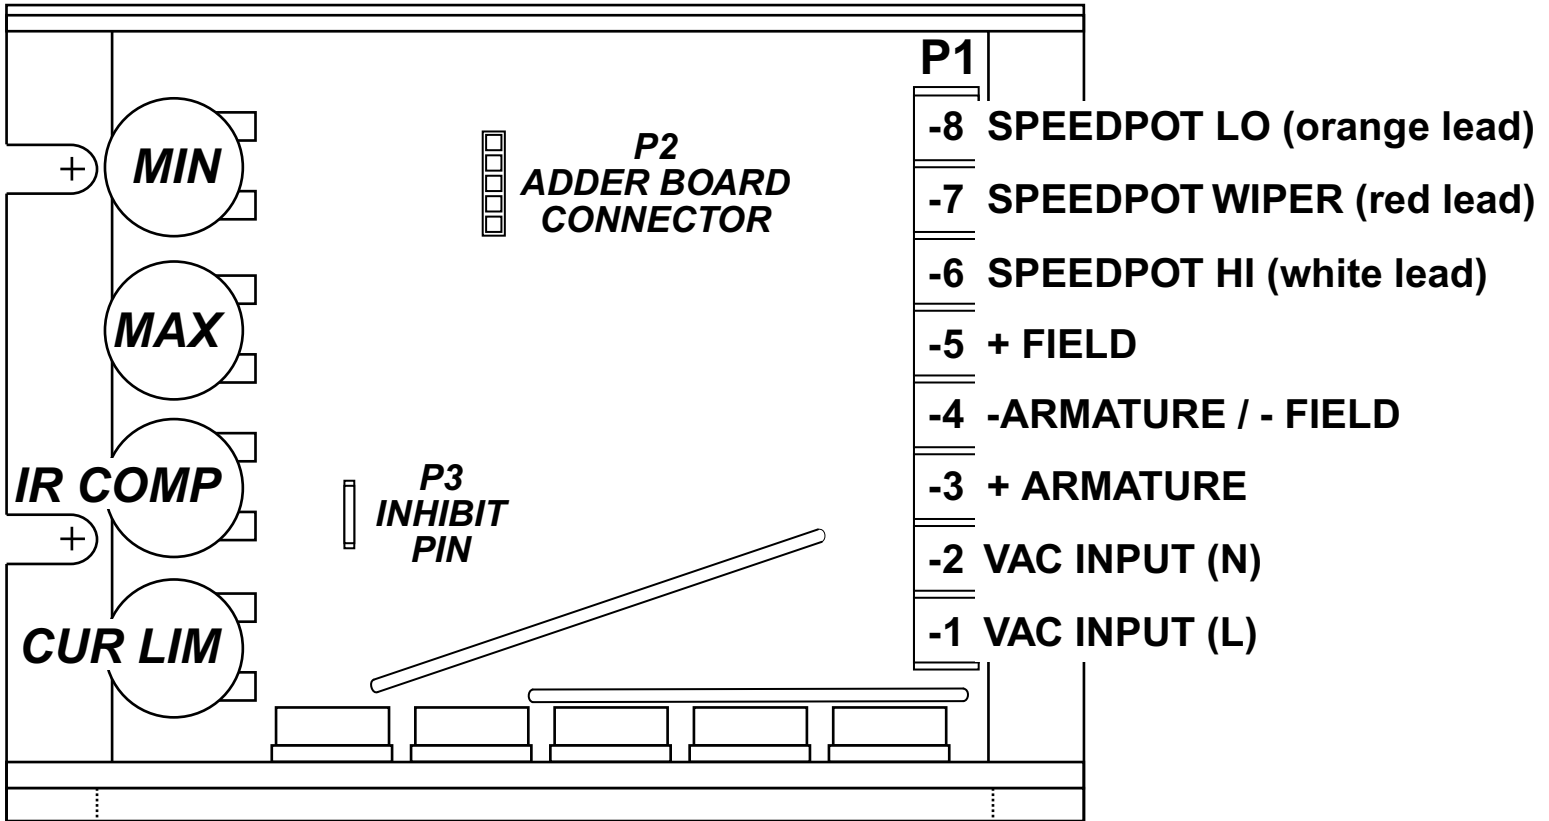 P1
MIN
MAX
IR COMP
CUR LIM
P2
ADDER BOARD
CONNECTOR
P3
INHIBIT
PIN
-8 SPEEDPOT LO (orange lead)
-7 SPEEDPOT WIPER (red lead)
-6 SPEEDPOT HI (white lead)
-5 + FIELD
-4 -ARMATURE / - FIELD
-3 + ARMATURE
-2 VAC INPUT (N)
-1 VAC INPUT (L)